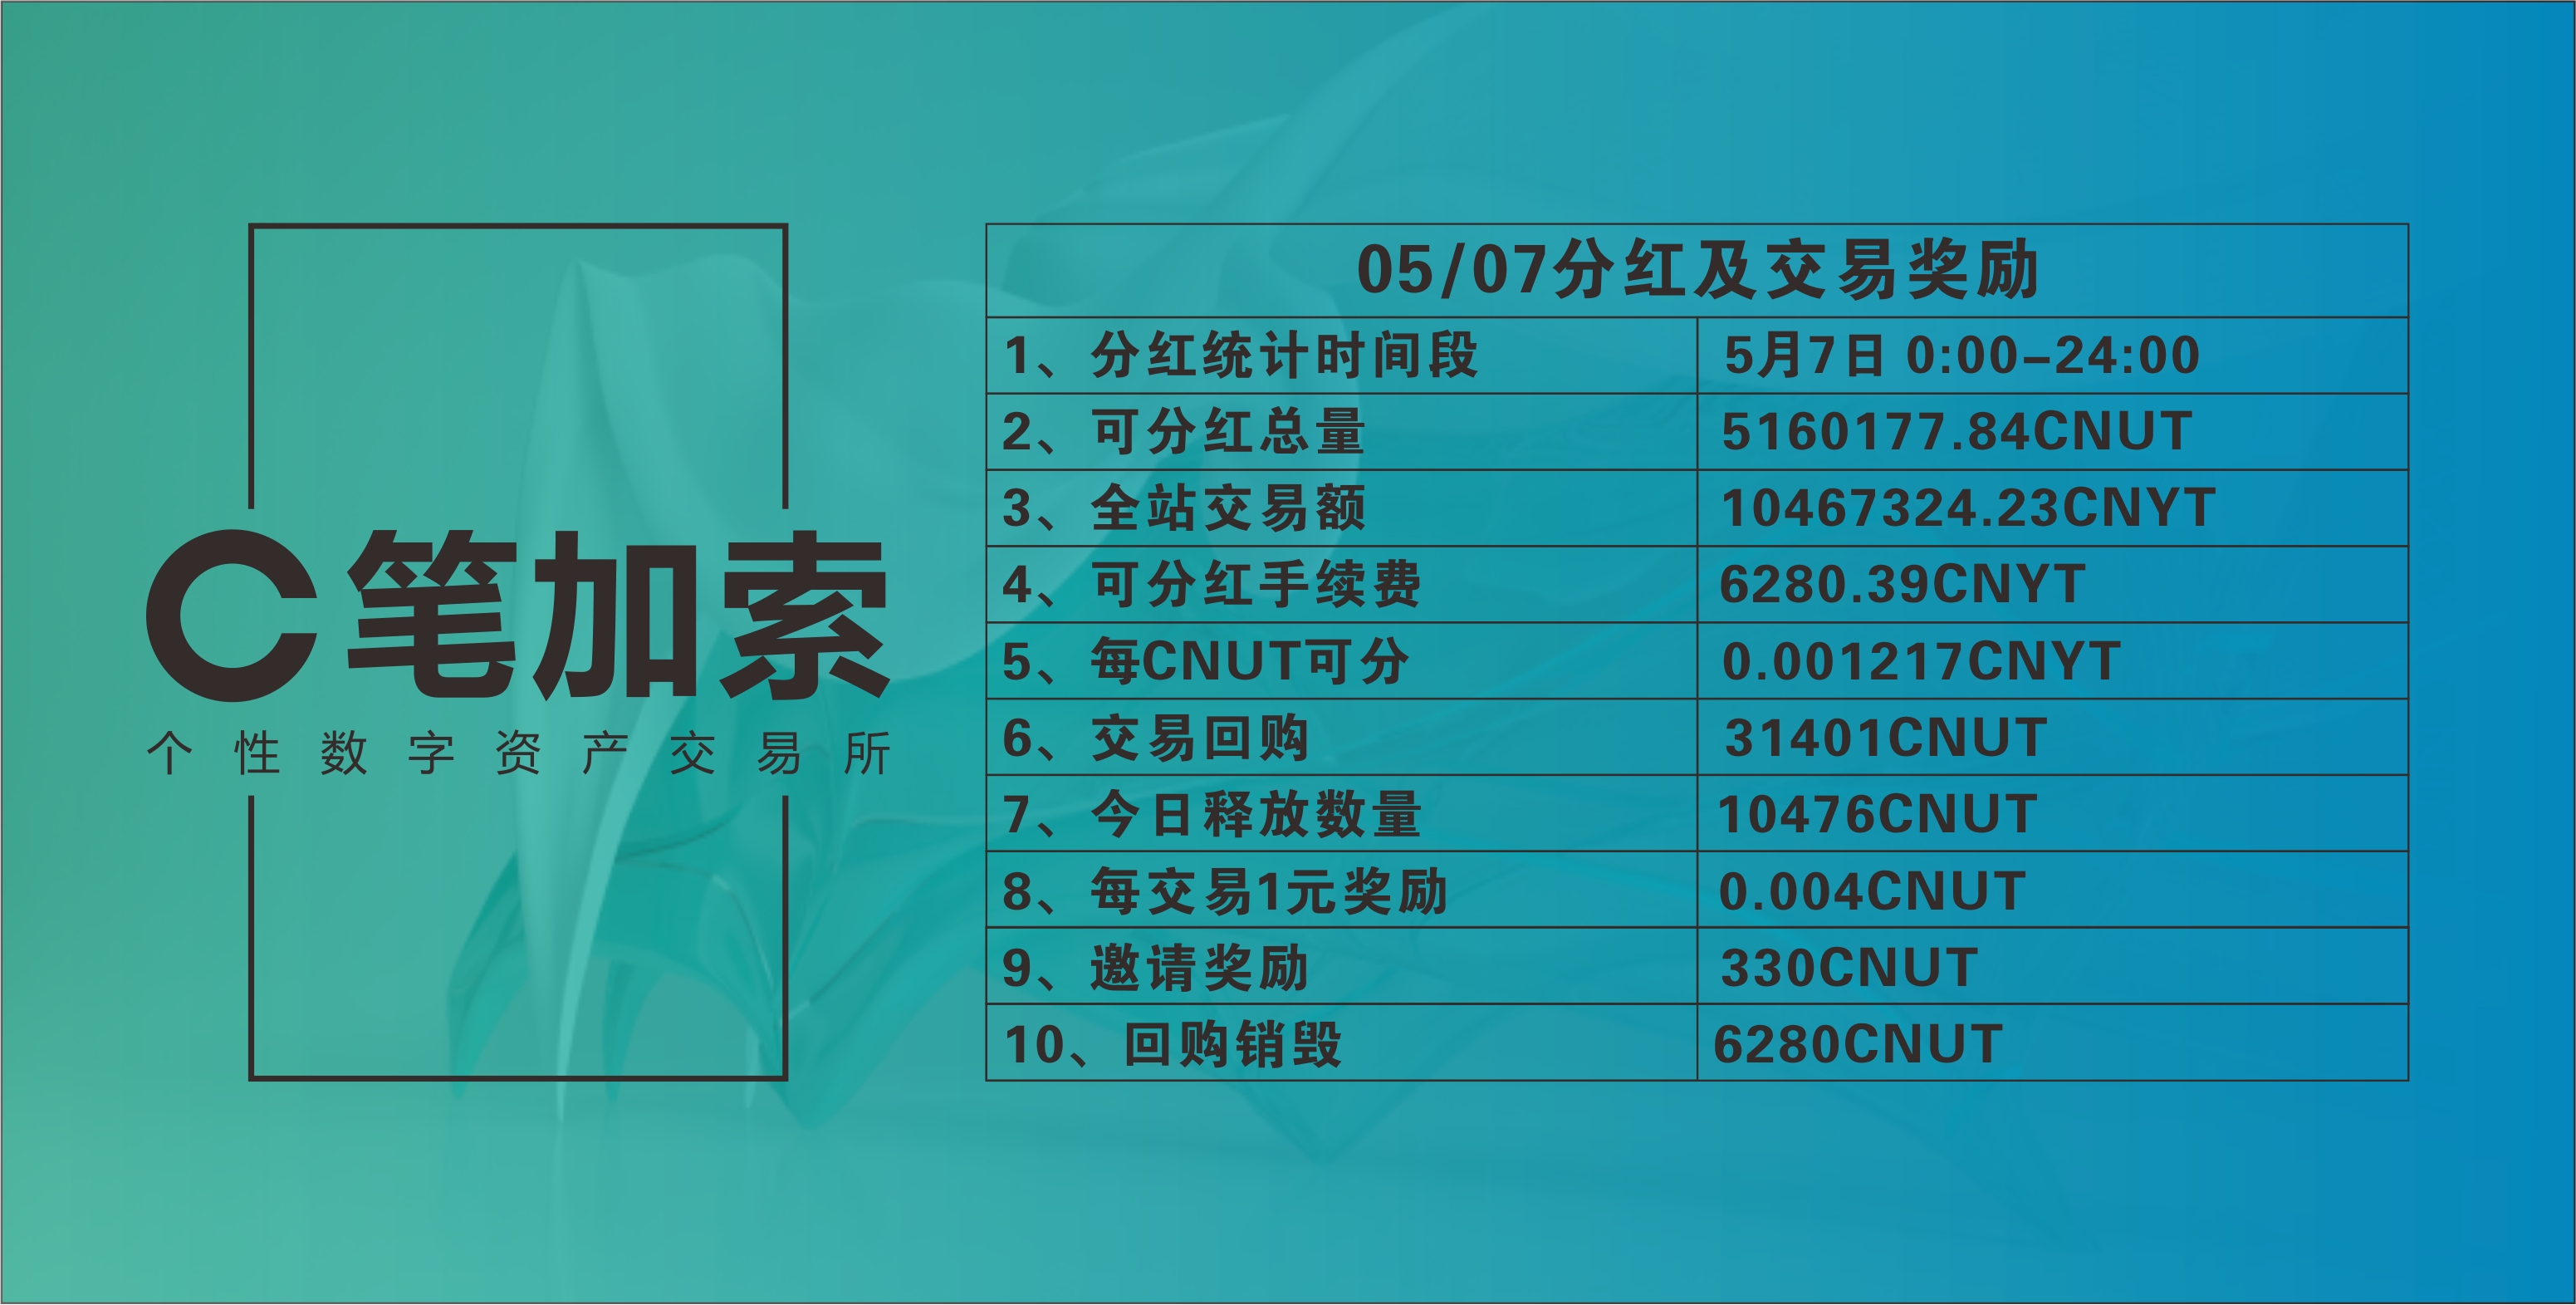 C笔加索
个性数字资产交易所
05/07分红及交易奖励
1、分红统计时间段 5月7日 0:00-24:00
2、可分红总量 5160177.84CNUT
3、全站交易额 10467324.23CNYT
4、可分红手续费 6280.39CNYT
5、每CNUT可分 0.001217CNYT
6、交易回购 31401CNUT
7、今日释放数量 10476CNUT
8、每交易1元奖励 0.004CNUT
9、邀请奖励 330CNUT
10、回购销毁 6280CNUT